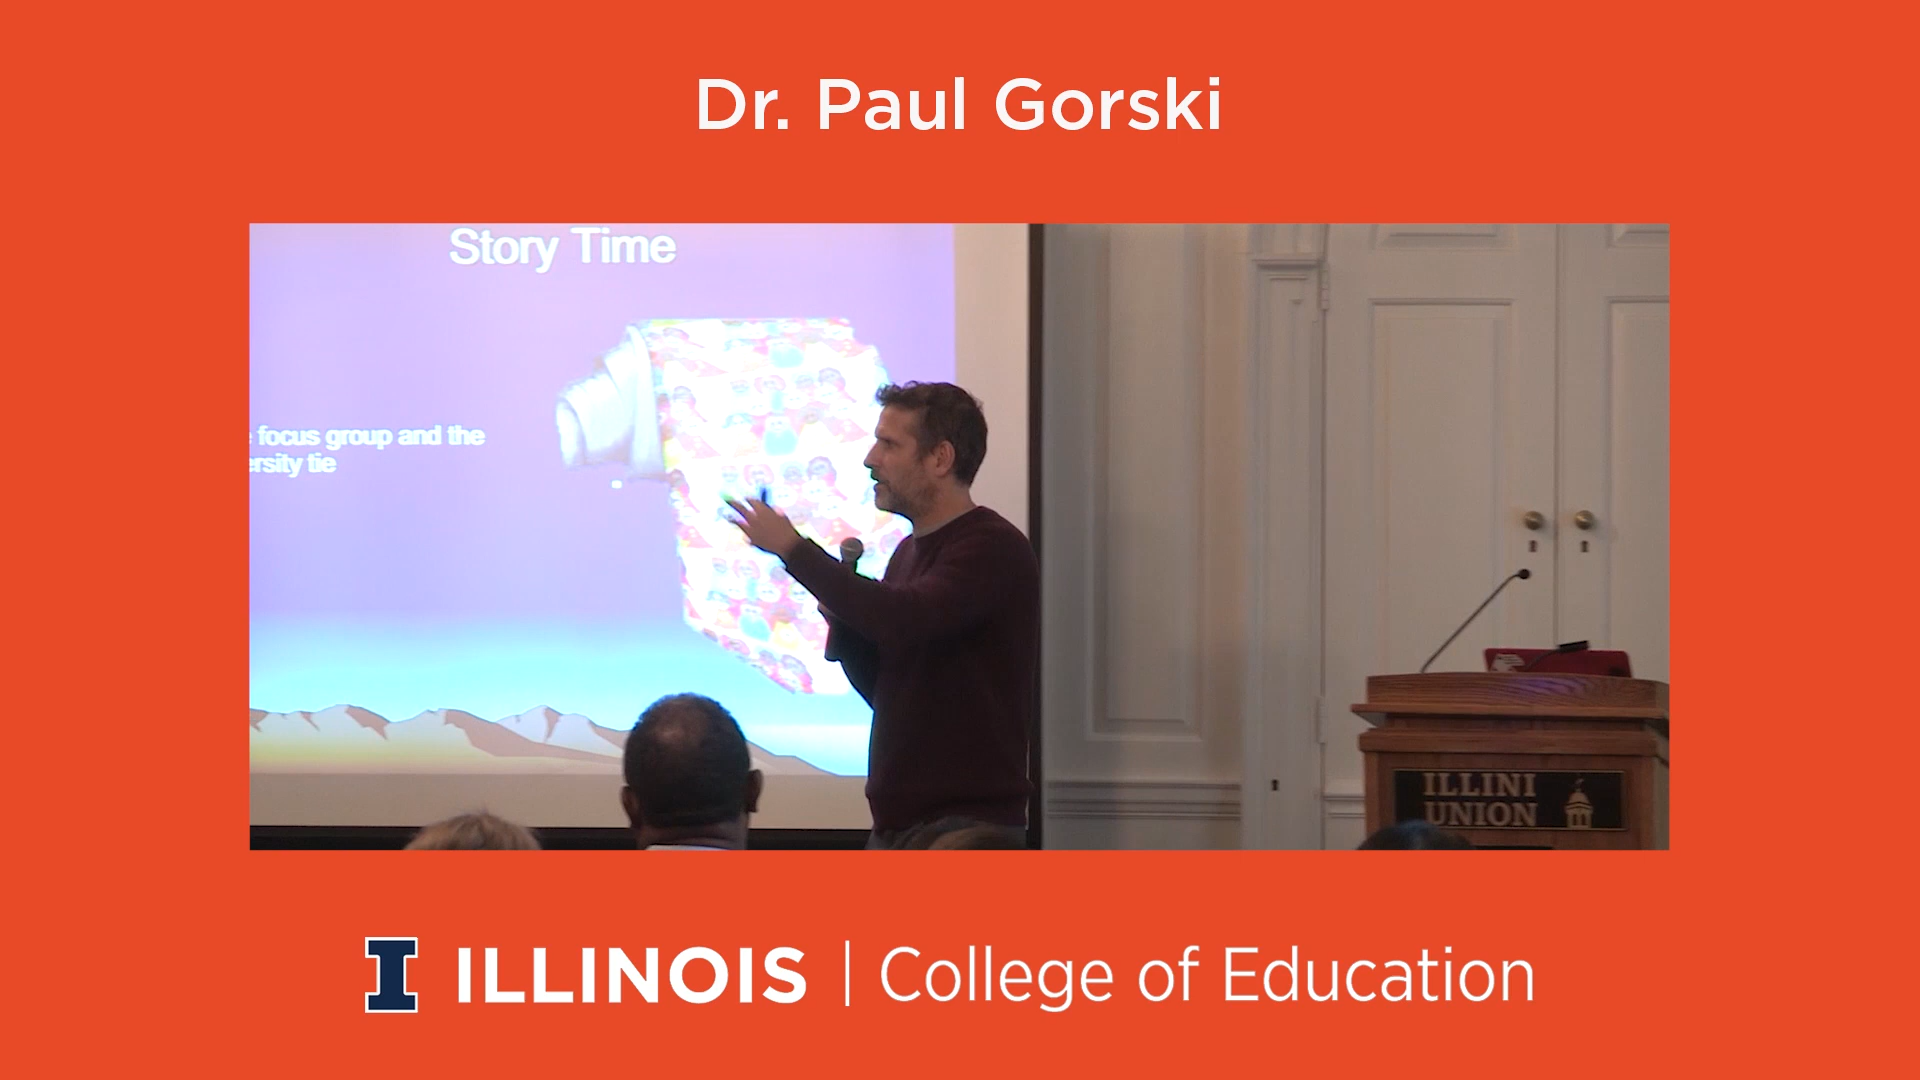 Dr. Paul Gorski
Story Time
focus group and the
ersity tie
ILLINI
UNION
I ILLINOIS | College of Education